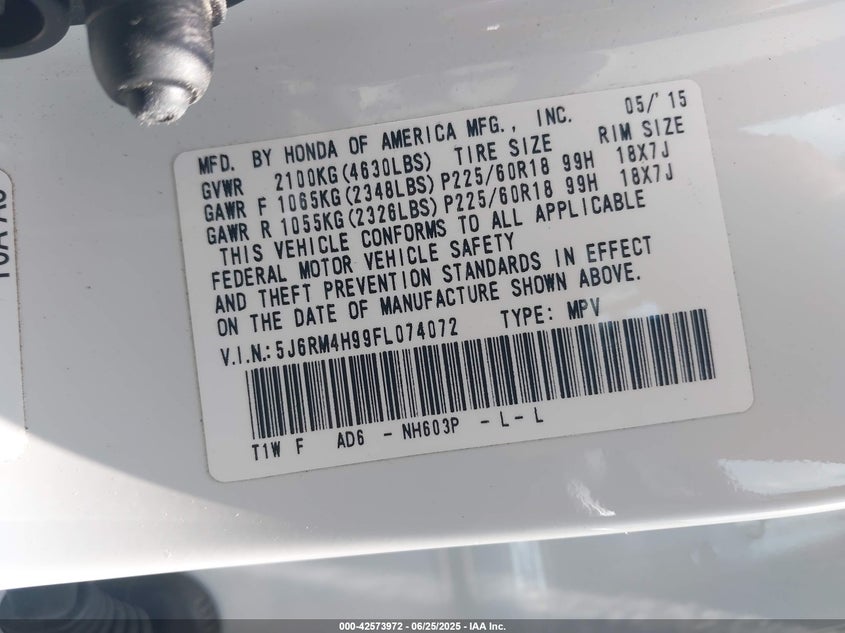 MFD. BY HONDA OF AMERICA MFG., INC. 05/'15
GVWR 2100KG(4630LBS) TIRE SIZE RIM SIZE
GAWR F 1065KG(2348LBS) P225/60R18 99H 18X7J
GAWR R 1055KG(2326LBS) P225/60R18 99H 18X7J
THIS VEHICLE CONFORMS TO ALL APPLICABLE
FEDERAL MOTOR VEHICLE SAFETY
AND THEFT PREVENTION STANDARDS IN EFFECT
ON THE DATE OF MANUFACTURE SHOWN ABOVE.
V.I.N.: 5J6RM4H99FL074072 TYPE: MPV
T1W F AD6 - NH603P - L - L
000-42573972 - 06/25/2025 - IAA Inc.